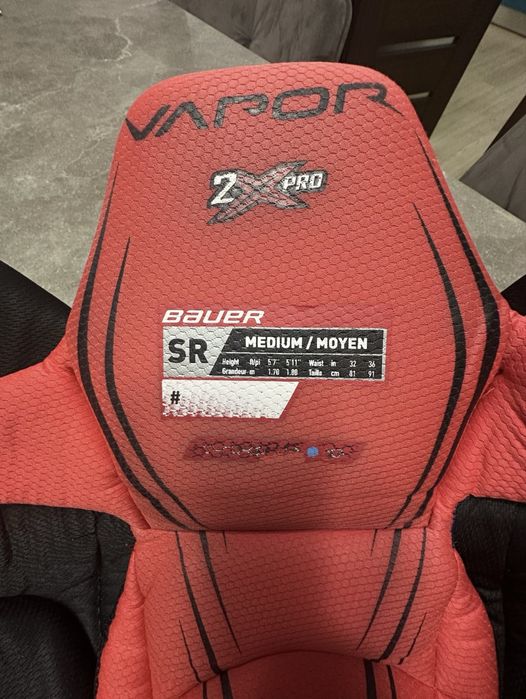 VAPOR
2X PRO
BAUER
SR MEDIUM / MOYEN
Height ft/pi 5'7" 5'11" Waist in 32 36
Grandeur m 1.70 1.80 Taille cm 81 91
#